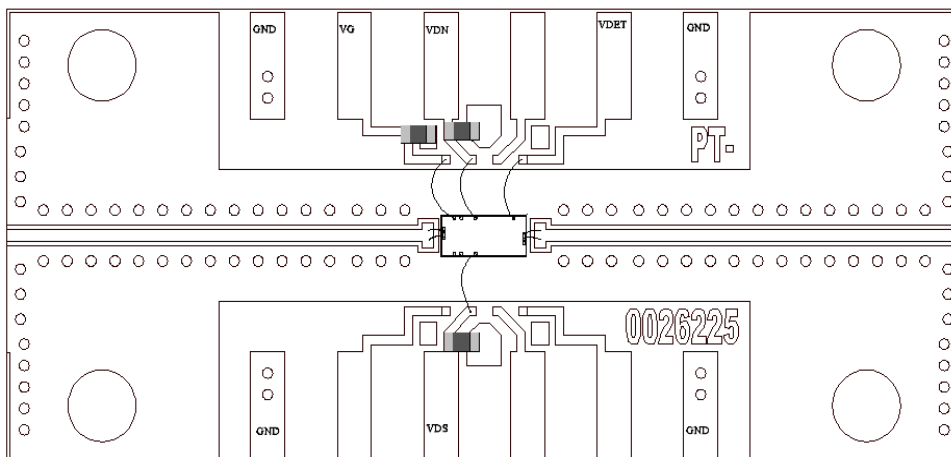 GND VG VDN VDET GND
PT-
0026225
GND VDS GND